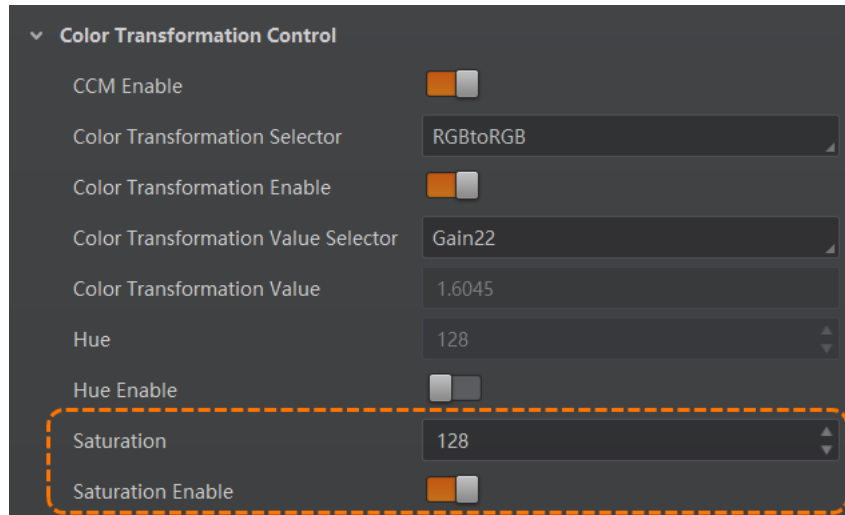 Color Transformation Control
CCM Enable
Color Transformation Selector RGBtoRGB
Color Transformation Enable
Color Transformation Value Selector Gain22
Color Transformation Value 1.6045
Hue 128
Hue Enable
Saturation 128
Saturation Enable